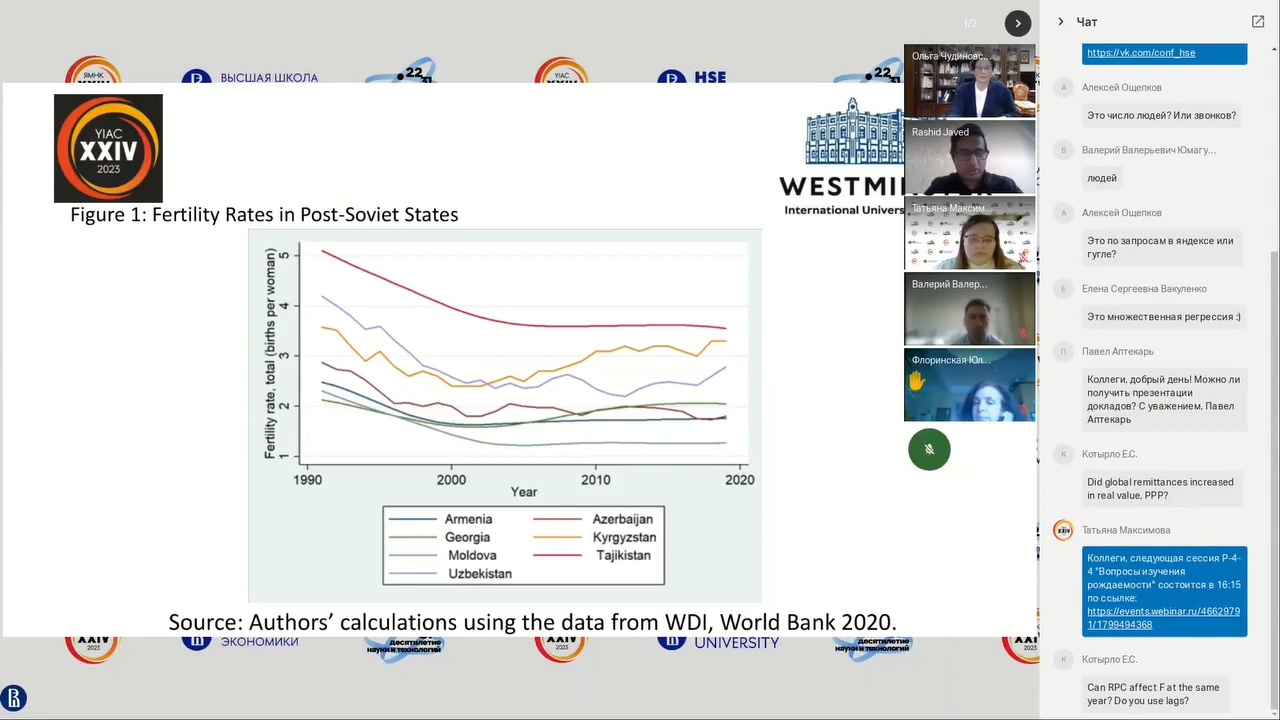 1/2
Чат
https://vk.com/conf_hse
ВЫСШАЯ ШКОЛА
HSE
YIAC
XXIV
2023
WESTMIN
International Univers
Figure 1: Fertility Rates in Post-Soviet States
Fertility rate, total (births per woman)
5
4
3
2
1
1990
2000
2010
2020
Year
Armenia
Azerbaijan
Georgia
Kyrgyzstan
Moldova
Tajikistan
Uzbekistan
Source: Authors’ calculations using the data from WDI, World Bank 2020.
ЭКОНОМИКИ
десятилетие
науки и технологий
UNIVERSITY
десятилетие
науки и технологий
Ольга Чудиновс...
Rashid Javed
Татьяна Максим...
Валерий Валер...
Флоринская Юл...
А
Алексей Ощепков
Это число людей? Или звонков?
В
Валерий Валерьевич Юмагу...
людей
А
Алексей Ощепков
Это по запросам в яндексе или
гугле?
Е
Елена Сергеевна Вакуленко
Это множественная регрессия :)
П
Павел Аптекарь
Коллеги, добрый день! Можно ли
получить презентации
докладов? С уважением, Павел
Аптекарь
К
Котырло Е.С.
Did global remittances increased
in real value, PPP?
Татьяна Максимова
Коллеги, следующая сессия P-4-
4 "Вопросы изучения
рождаемости" состоится в 16:15
по ссылке:
https://events.webinar.ru/4662979
1/1799494368
К
Котырло Е.С.
Can RPC affect F at the same
year? Do you use lags?